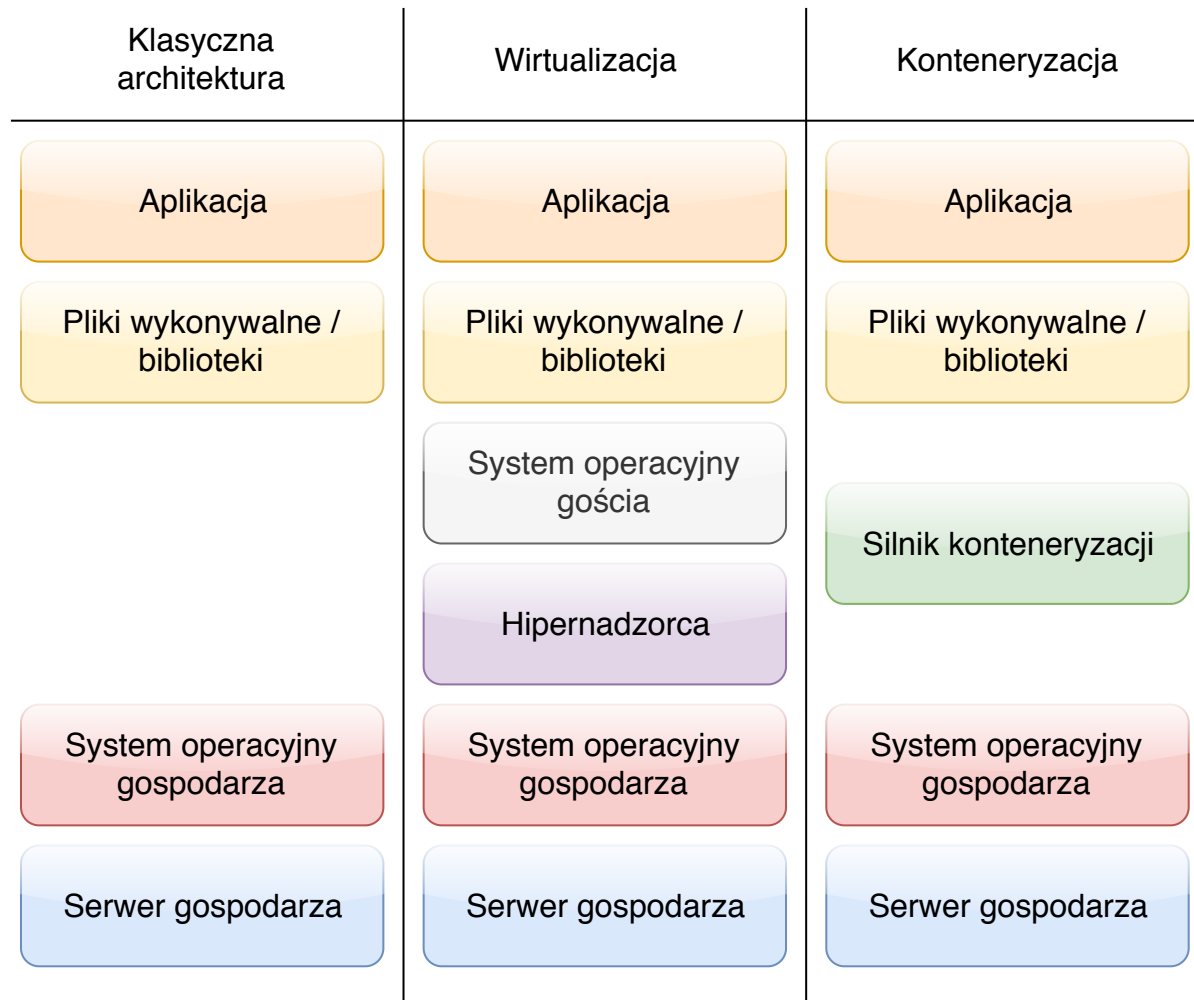 Klasyczna
architektura
Wirtualizacja
Konteneryzacja
Aplikacja
Aplikacja
Aplikacja
Pliki wykonywalne /
biblioteki
Pliki wykonywalne /
biblioteki
Pliki wykonywalne /
biblioteki
System operacyjny
gościa
Silnik konteneryzacji
Hipernadzorca
System operacyjny
gospodarza
System operacyjny
gospodarza
System operacyjny
gospodarza
Serwer gospodarza
Serwer gospodarza
Serwer gospodarza